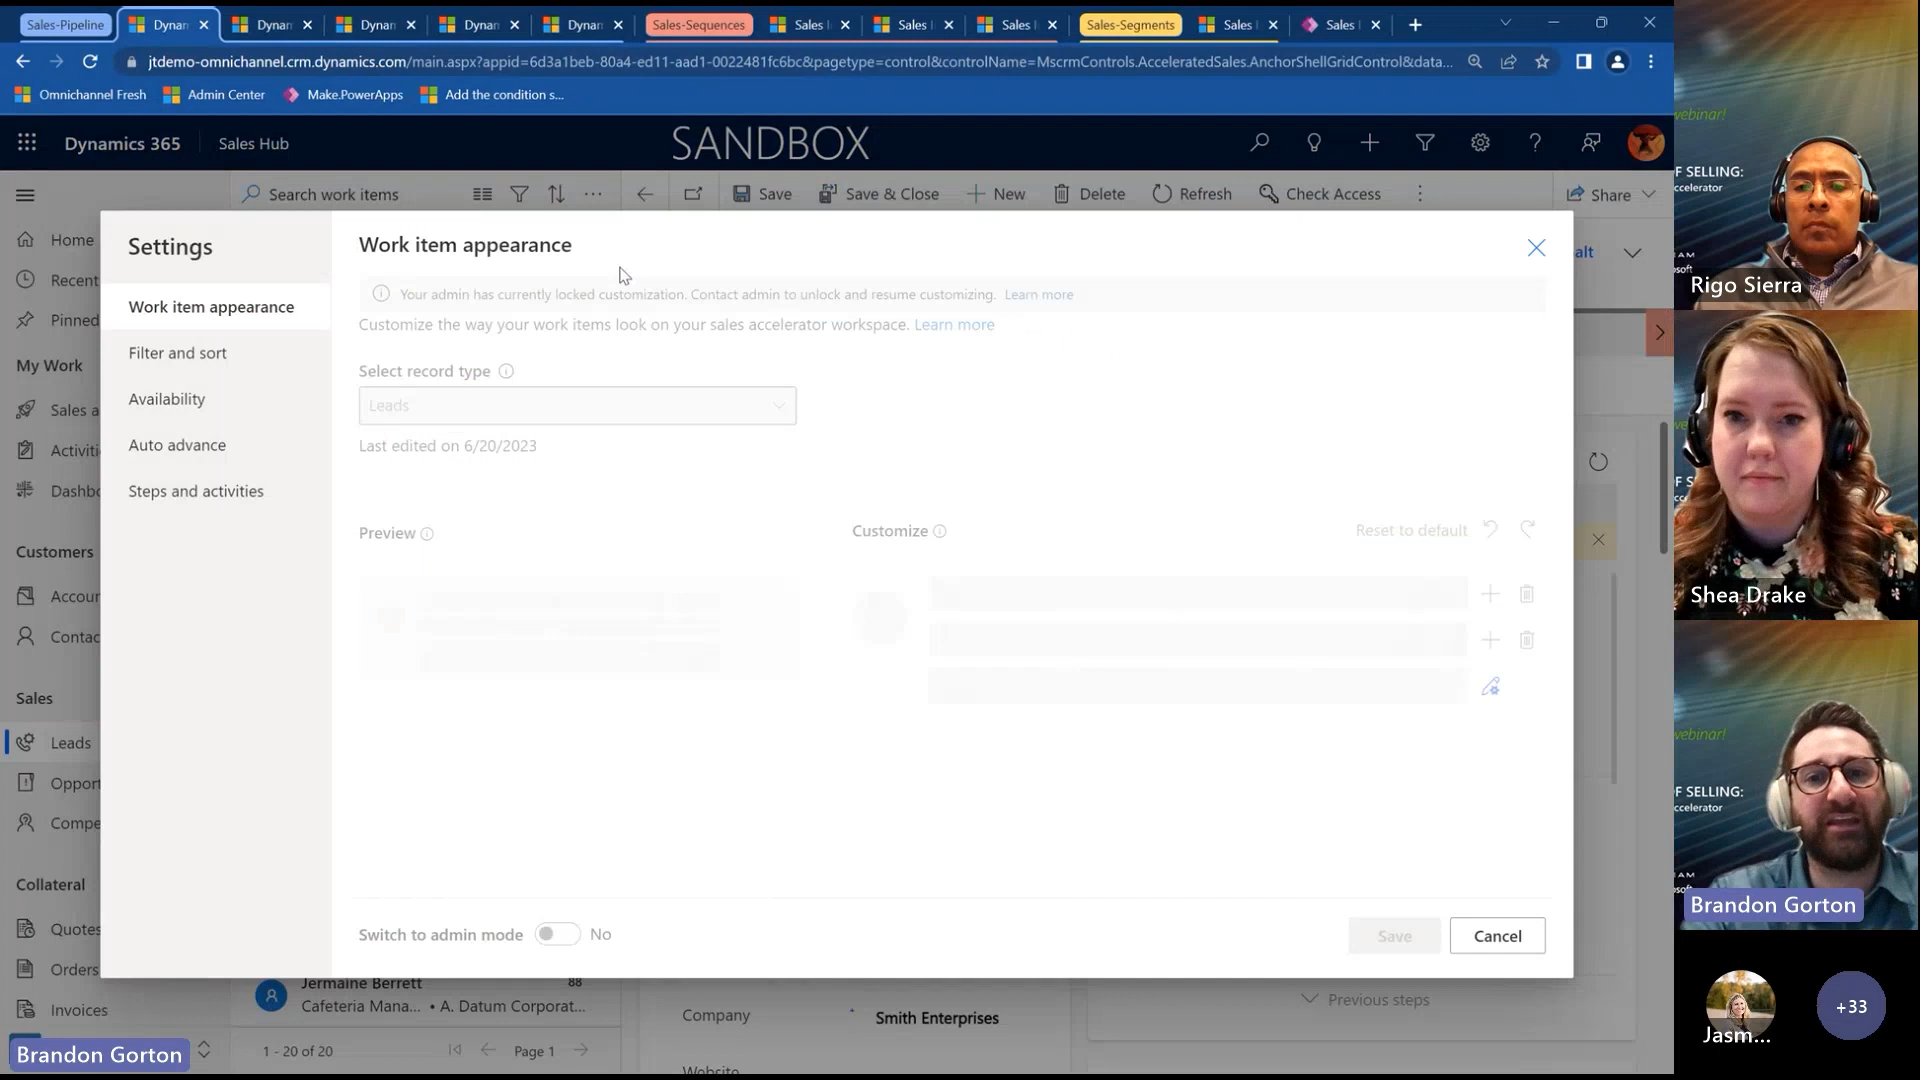 Sales-Pipeline
Dynan
Dynan
Dynan
Dynan
Dynan
Sales-Sequences
Sales I
Sales I
Sales I
Sales-Segments
Sales
Sales I
jtdemo-omnichannel.crm.dynamics.com/main.aspx?appid=6d3a1beb-80a4-ed11-aad1-0022481fc6bc&pagetype=control&controlName=MscrmControls.AcceleratedSales.AnchorShellGridControl&data...
Omnichannel Fresh
Admin Center
Make.PowerApps
Add the condition s...
Dynamics 365
Sales Hub
SANDBOX
Search work items
Save
Save & Close
New
Delete
Refresh
Check Access
Share
Home
Recent
Pinned
My Work
Sales a
Activiti
Dashbo
Customers
Accour
Contac
Sales
Leads
Opport
Compe
Collateral
Quotes
Orders
Invoices
Settings
Work item appearance
Filter and sort
Availability
Auto advance
Steps and activities
Work item appearance
Your admin has currently locked customization. Contact admin to unlock and resume customizing. Learn more
Customize the way your work items look on your sales accelerator workspace. Learn more
Select record type
Leads
Last edited on 6/20/2023
Preview
Customize
Reset to default
Switch to admin mode
No
Save
Cancel
alt
Jermaine Berrett
88
Cafeteria Mana... • A. Datum Corporat...
1 - 20 of 20
Page 1
Company
Smith Enterprises
Website
Previous steps
Brandon Gorton
webinar!
OF SELLING:
ccelerator
EAM
osoft
Rigo Sierra
Shea Drake
webinar!
F SELLING:
ccelerator
Brandon Gorton
Jasm...
+33